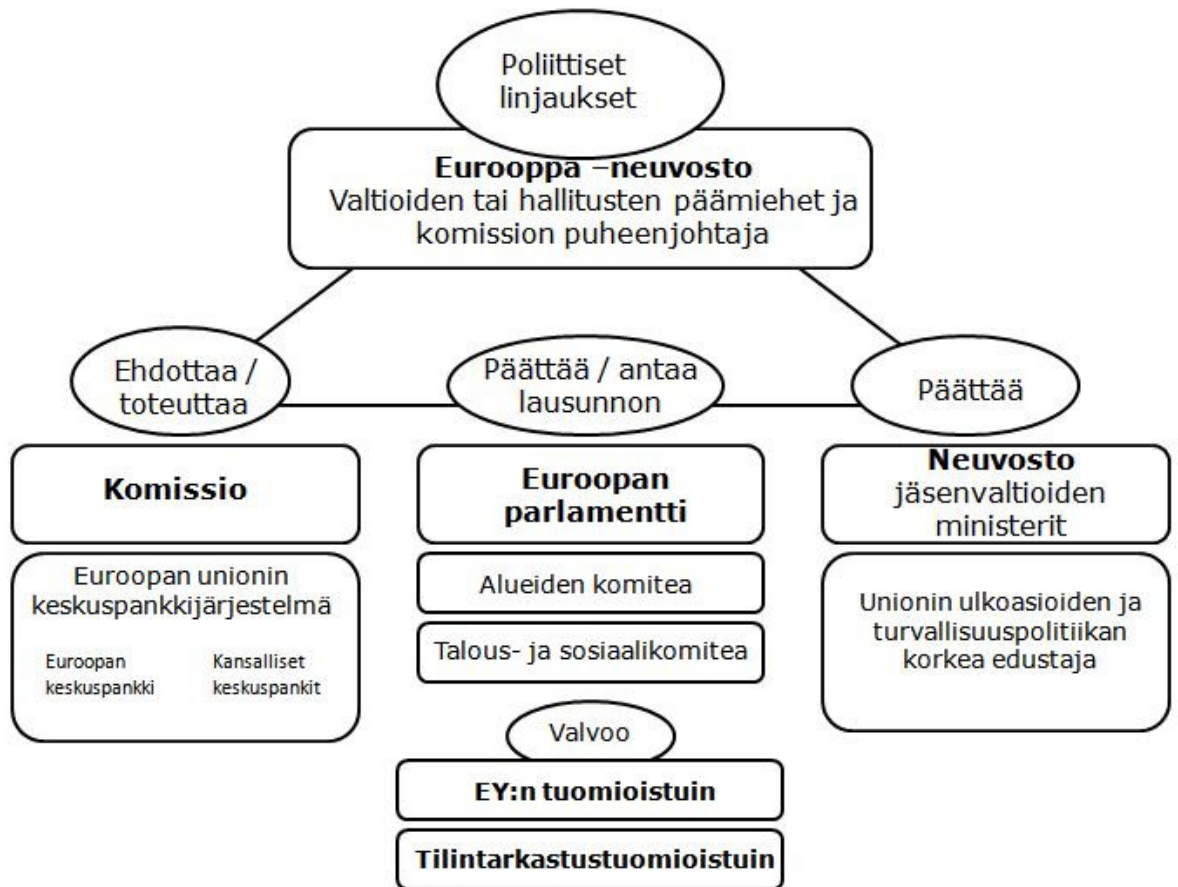 Poliittiset
linjaukset
Eurooppa –neuvosto
Valtioiden tai hallitusten päämiehet ja
komission puheenjohtaja
Ehdottaa /
toteuttaa
Päättää / antaa
lausunnon
Päättää
Komissio
Euroopan
parlamentti
Neuvosto
jäsenvaltioiden
ministerit
Euroopan unionin
keskuspankkijärjestelmä
Euroopan
keskuspankki
Kansalliset
keskuspankit
Alueiden komitea
Talous- ja sosiaalikomitea
Unionin ulkoasioiden ja
turvallisuuspolitiikan
korkea edustaja
Valvoo
EY:n tuomioistuin
Tilintarkastustuomioistuin